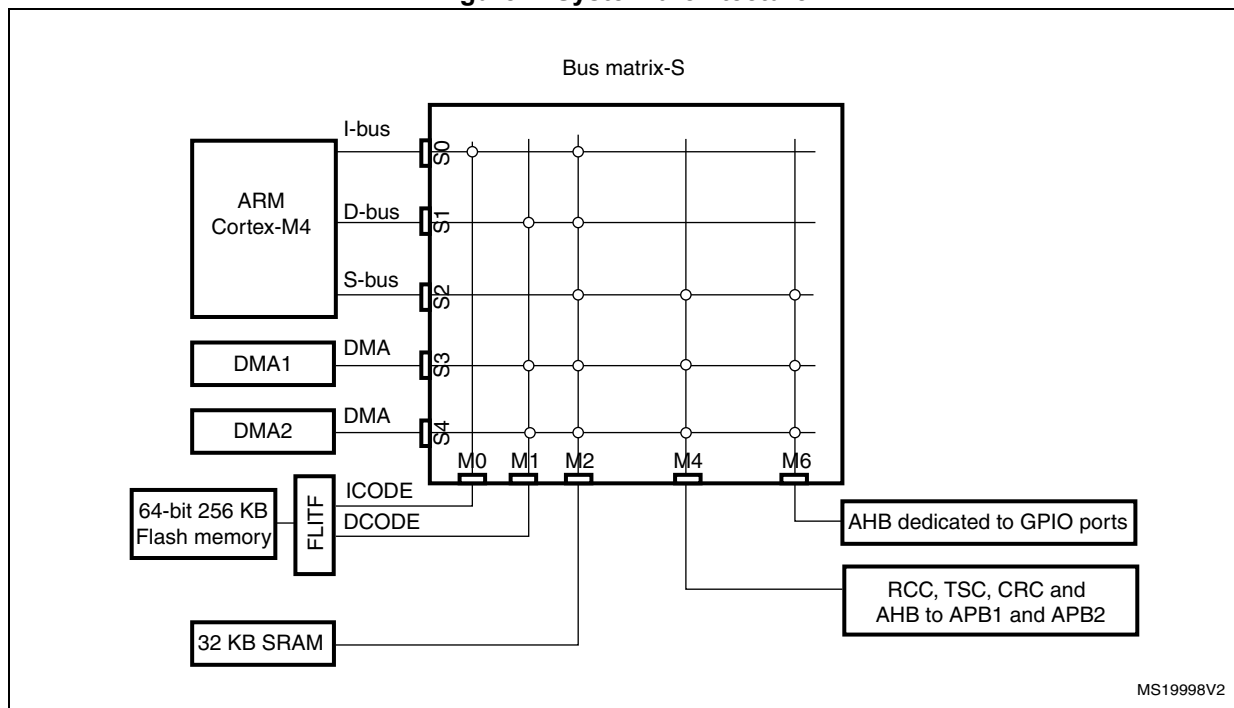 Bus matrix-S
I-bus
S0
ARM
Cortex-M4
D-bus
S1
S-bus
S2
DMA1
DMA
S3
DMA2
DMA
S4
M0 M1 M2 M4 M6
64-bit 256 KB
Flash memory
FLITF
ICODE
DCODE
AHB dedicated to GPIO ports
RCC, TSC, CRC and
AHB to APB1 and APB2
32 KB SRAM
MS19998V2